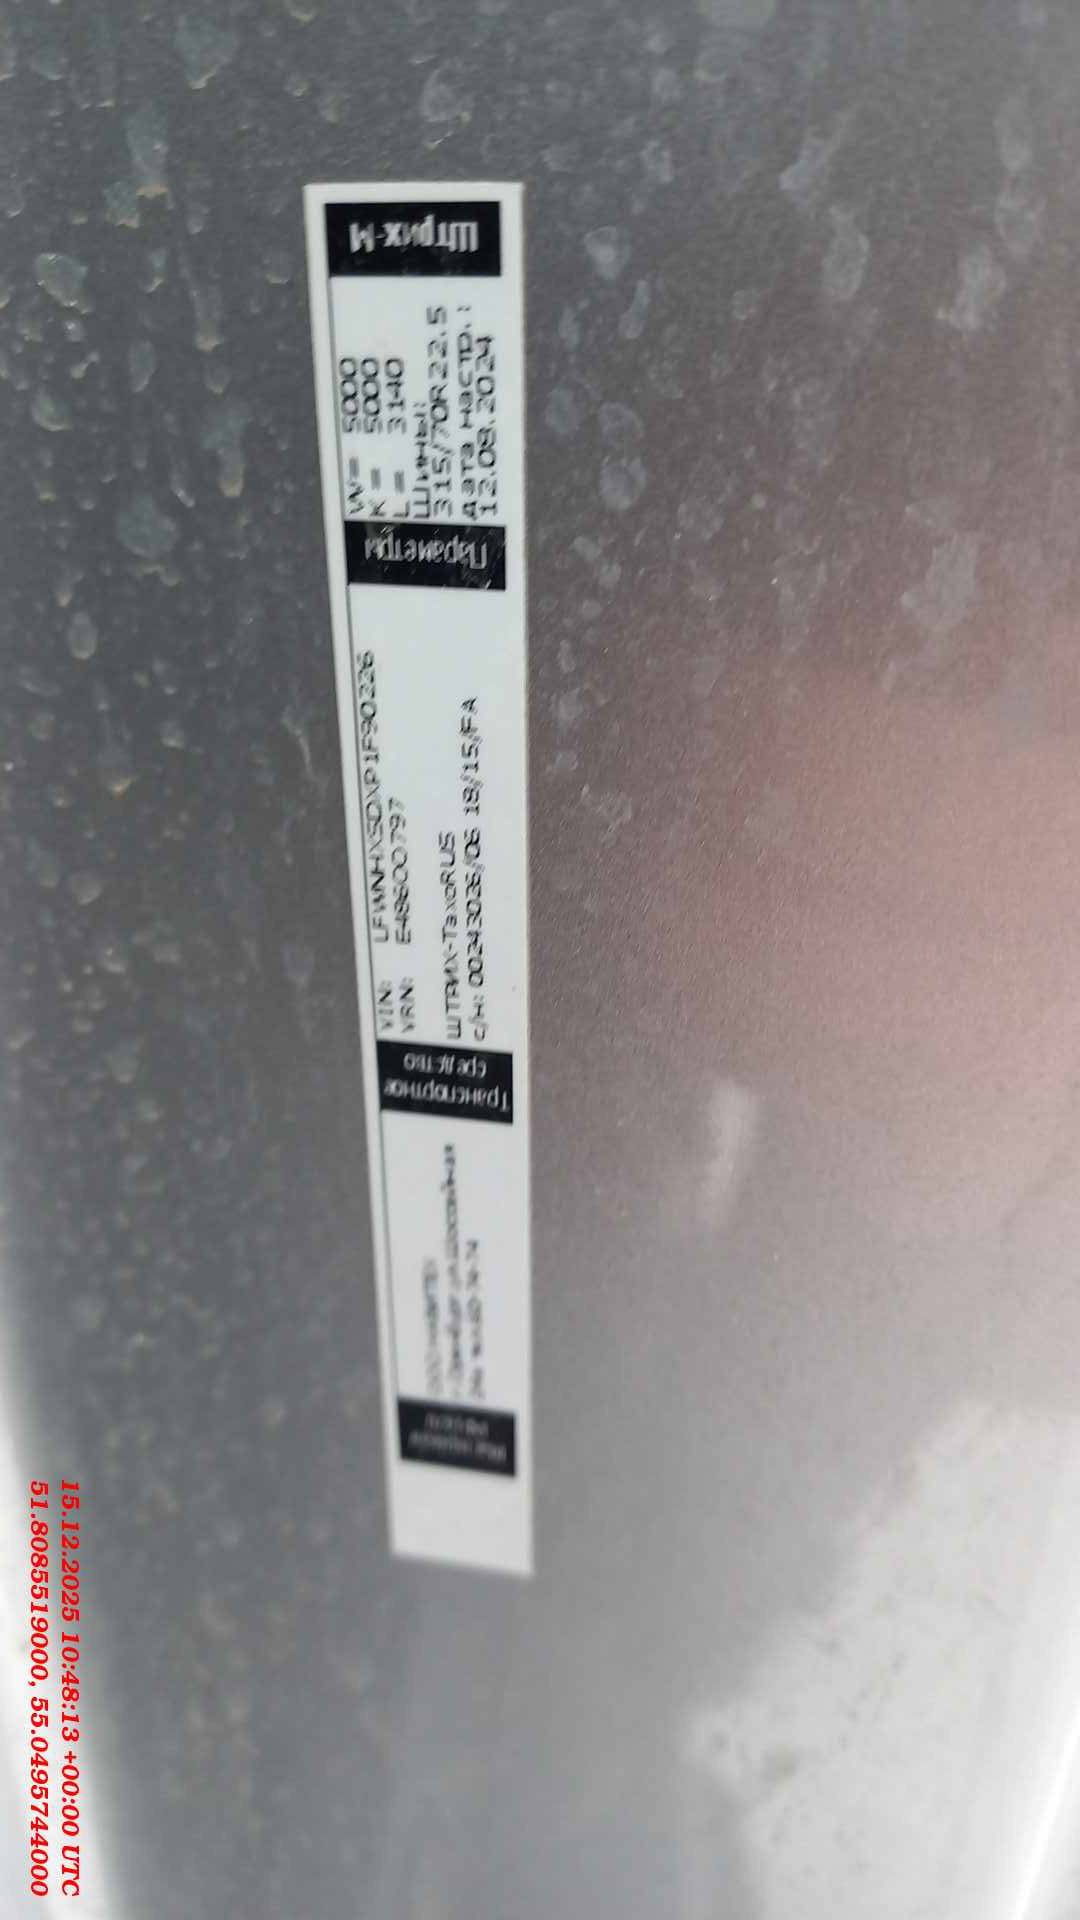 Штрих-М
W= 5000
K= 5000
L= 3140
Шины:
315/70R22.5
Дата настр.:
12.08.2024
Параметры
VIN: LFWNHXSDXP1F90226
VRN: E486OO797
ШТРИХ-ТахоRUS
с/н: 00243026/06 18/15/FA
Транспортное
средство
15.12.2025 10:48:13 +00:00 UTC
51.8085519000, 55.0495744000